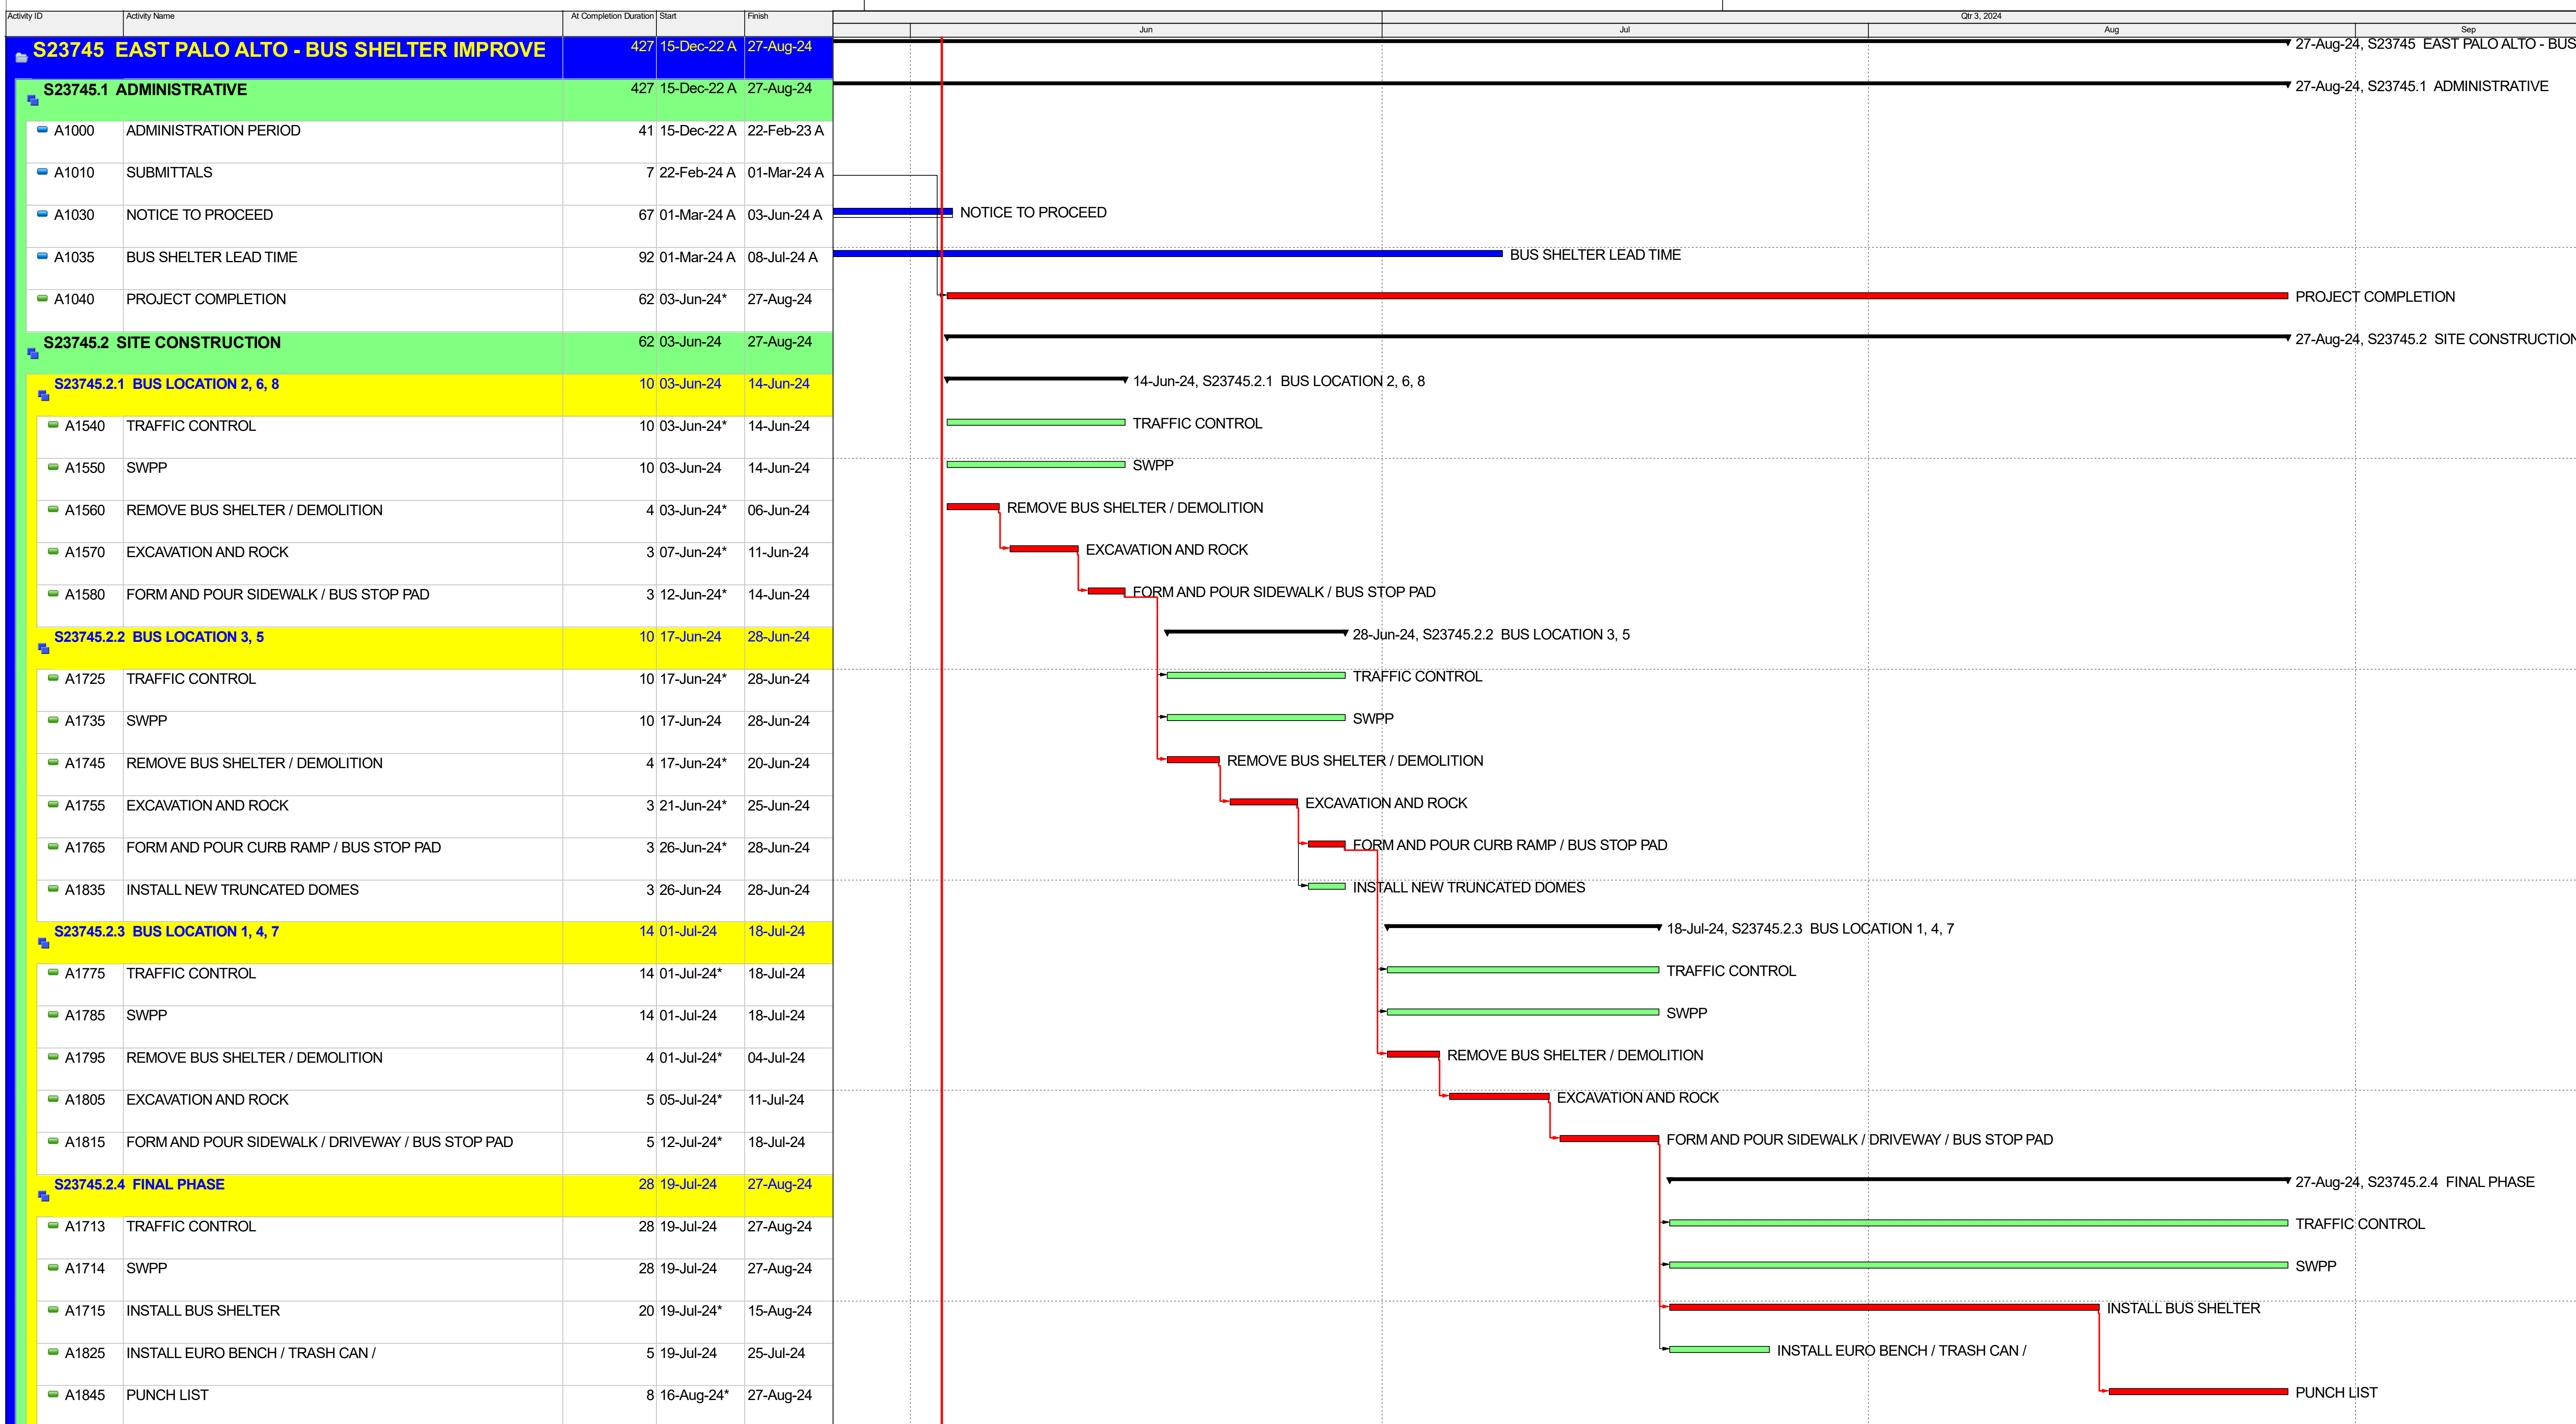 Activity ID Activity Name At Completion Duration Start Finish Qtr 3, 2024
Jun Jul Aug Sep
S23745 EAST PALO ALTO - BUS SHELTER IMPROVE 427 15-Dec-22 A 27-Aug-24 27-Aug-24, S23745 EAST PALO ALTO - BUS
S23745.1 ADMINISTRATIVE 427 15-Dec-22 A 27-Aug-24 27-Aug-24, S23745.1 ADMINISTRATIVE
A1000 ADMINISTRATION PERIOD 41 15-Dec-22 A 22-Feb-23 A
A1010 SUBMITTALS 7 22-Feb-24 A 01-Mar-24 A
A1030 NOTICE TO PROCEED 67 01-Mar-24 A 03-Jun-24 A NOTICE TO PROCEED
A1035 BUS SHELTER LEAD TIME 92 01-Mar-24 A 08-Jul-24 A BUS SHELTER LEAD TIME
A1040 PROJECT COMPLETION 62 03-Jun-24* 27-Aug-24 PROJECT COMPLETION
S23745.2 SITE CONSTRUCTION 62 03-Jun-24 27-Aug-24 27-Aug-24, S23745.2 SITE CONSTRUCTION
S23745.2.1 BUS LOCATION 2, 6, 8 10 03-Jun-24 14-Jun-24 14-Jun-24, S23745.2.1 BUS LOCATION 2, 6, 8
A1540 TRAFFIC CONTROL 10 03-Jun-24* 14-Jun-24 TRAFFIC CONTROL
A1550 SWPP 10 03-Jun-24 14-Jun-24 SWPP
A1560 REMOVE BUS SHELTER / DEMOLITION 4 03-Jun-24* 06-Jun-24 REMOVE BUS SHELTER / DEMOLITION
A1570 EXCAVATION AND ROCK 3 07-Jun-24* 11-Jun-24 EXCAVATION AND ROCK
A1580 FORM AND POUR SIDEWALK / BUS STOP PAD 3 12-Jun-24* 14-Jun-24 FORM AND POUR SIDEWALK / BUS STOP PAD
S23745.2.2 BUS LOCATION 3, 5 10 17-Jun-24 28-Jun-24 28-Jun-24, S23745.2.2 BUS LOCATION 3, 5
A1725 TRAFFIC CONTROL 10 17-Jun-24* 28-Jun-24 TRAFFIC CONTROL
A1735 SWPP 10 17-Jun-24 28-Jun-24 SWPP
A1745 REMOVE BUS SHELTER / DEMOLITION 4 17-Jun-24* 20-Jun-24 REMOVE BUS SHELTER / DEMOLITION
A1755 EXCAVATION AND ROCK 3 21-Jun-24* 25-Jun-24 EXCAVATION AND ROCK
A1765 FORM AND POUR CURB RAMP / BUS STOP PAD 3 26-Jun-24* 28-Jun-24 FORM AND POUR CURB RAMP / BUS STOP PAD
A1835 INSTALL NEW TRUNCATED DOMES 3 26-Jun-24 28-Jun-24 INSTALL NEW TRUNCATED DOMES
S23745.2.3 BUS LOCATION 1, 4, 7 14 01-Jul-24 18-Jul-24 18-Jul-24, S23745.2.3 BUS LOCATION 1, 4, 7
A1775 TRAFFIC CONTROL 14 01-Jul-24* 18-Jul-24 TRAFFIC CONTROL
A1785 SWPP 14 01-Jul-24 18-Jul-24 SWPP
A1795 REMOVE BUS SHELTER / DEMOLITION 4 01-Jul-24* 04-Jul-24 REMOVE BUS SHELTER / DEMOLITION
A1805 EXCAVATION AND ROCK 5 05-Jul-24* 11-Jul-24 EXCAVATION AND ROCK
A1815 FORM AND POUR SIDEWALK / DRIVEWAY / BUS STOP PAD 5 12-Jul-24* 18-Jul-24 FORM AND POUR SIDEWALK / DRIVEWAY / BUS STOP PAD
S23745.2.4 FINAL PHASE 28 19-Jul-24 27-Aug-24 27-Aug-24, S23745.2.4 FINAL PHASE
A1713 TRAFFIC CONTROL 28 19-Jul-24 27-Aug-24 TRAFFIC CONTROL
A1714 SWPP 28 19-Jul-24 27-Aug-24 SWPP
A1715 INSTALL BUS SHELTER 20 19-Jul-24* 15-Aug-24 INSTALL BUS SHELTER
A1825 INSTALL EURO BENCH / TRASH CAN / 5 19-Jul-24 25-Jul-24 INSTALL EURO BENCH / TRASH CAN /
A1845 PUNCH LIST 8 16-Aug-24* 27-Aug-24 PUNCH LIST